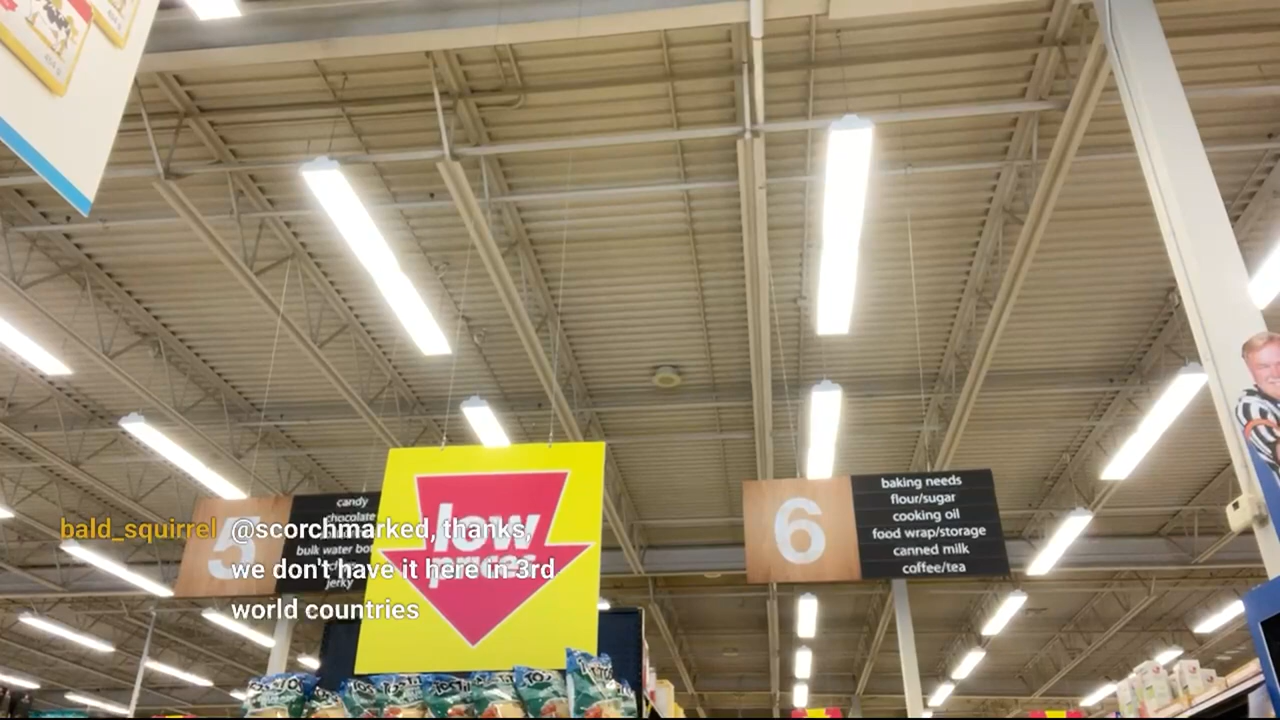 5
candy
chocolate
bulk water
jerky
low
prices
6
baking needs
flour/sugar
cooking oil
food wrap/storage
canned milk
coffee/tea
bald_squirrel @scorchmarked, thanks,
we don't have it here in 3rd
world countries
TOSTITOS